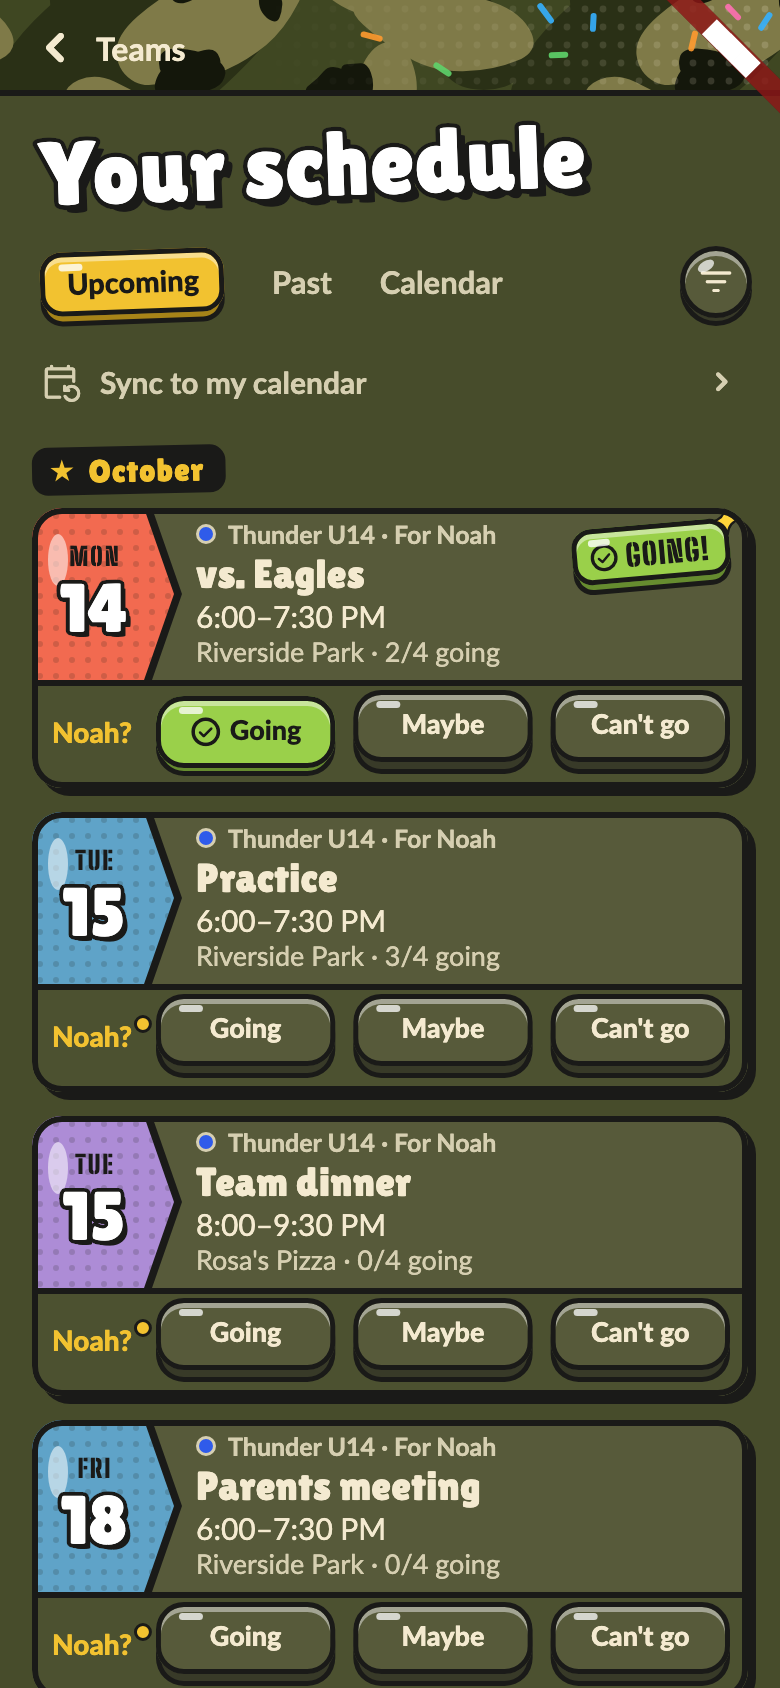 Teams
Your schedule
Upcoming
Past
Calendar
Sync to my calendar
★ October
MON
14
Thunder U14 · For Noah
vs. Eagles
6:00–7:30 PM
Riverside Park · 2/4 going
GOING!
Noah?
Going
Maybe
Can't go
TUE
15
Thunder U14 · For Noah
Practice
6:00–7:30 PM
Riverside Park · 3/4 going
Noah?
Going
Maybe
Can't go
TUE
15
Thunder U14 · For Noah
Team dinner
8:00–9:30 PM
Rosa's Pizza · 0/4 going
Noah?
Going
Maybe
Can't go
FRI
18
Thunder U14 · For Noah
Parents meeting
6:00–7:30 PM
Riverside Park · 0/4 going
Noah?
Going
Maybe
Can't go